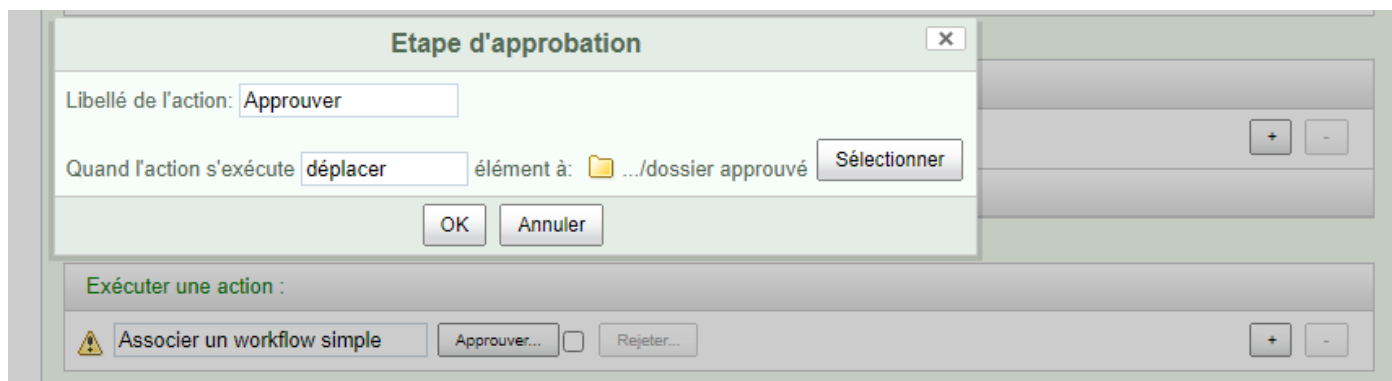 Etape d'approbation
Libellé de l'action: Approuver
Quand l'action s'exécute déplacer élément à: .../dossier approuvé Sélectionner
+ -
OK Annuler
Exécuter une action :
Associer un workflow simple Approuver... Rejeter... + -